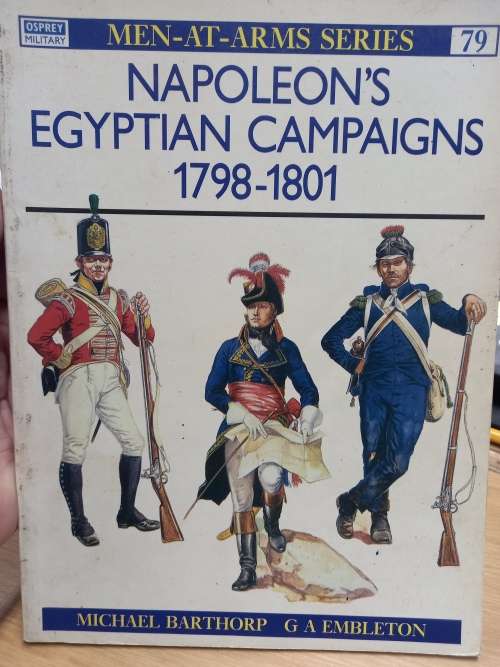 OSPREY
MILITARY
MEN-AT-ARMS SERIES
79
NAPOLEON'S
EGYPTIAN CAMPAIGNS
1798-1801
MICHAEL BARTHORP G A EMBLETON